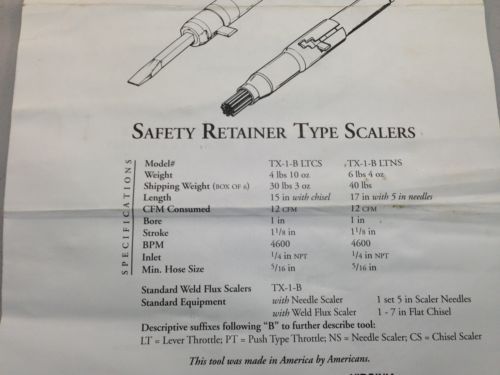 SAFETY RETAINER TYPE SCALERS
SPECIFICATIONS
Model# TX-1-B LTCS TX-1-B LTNS
Weight 4 lbs 10 oz 6 lbs 4 oz
Shipping Weight (BOX OF 6) 30 lbs 3 oz 40 lbs
Length 15 in with chisel 17 in with 5 in needles
CFM Consumed 12 CFM 12 CFM
Bore 1 in 1 in
Stroke 1 1/8 in 1 1/8 in
BPM 4600 4600
Inlet 1/4 in NPT 1/4 in NPT
Min. Hose Size 5/16 in 5/16 in
Standard Weld Flux Scalers TX-1-B
Standard Equipment with Needle Scaler 1 set 5 in Scaler Needles
with Weld Flux Scaler 1 - 7 in Flat Chisel
Descriptive suffixes following "B" to further describe tool:
LT = Lever Throttle; PT = Push Type Throttle; NS = Needle Scaler; CS = Chisel Scaler
This tool was made in America by Americans.